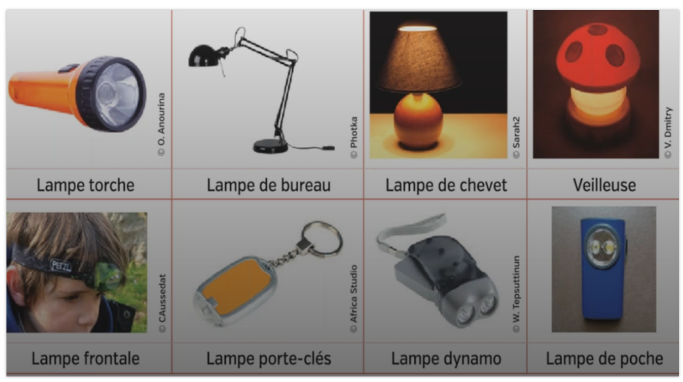 © O. Anourina
© Photka
© Sarah2
© V. Dmitry
Lampe torche
Lampe de bureau
Lampe de chevet
Veilleuse
PETZL
© CAussedat
© Africa Studio
© W. Tepsuttinun
Lampe frontale
Lampe porte-clés
Lampe dynamo
Lampe de poche